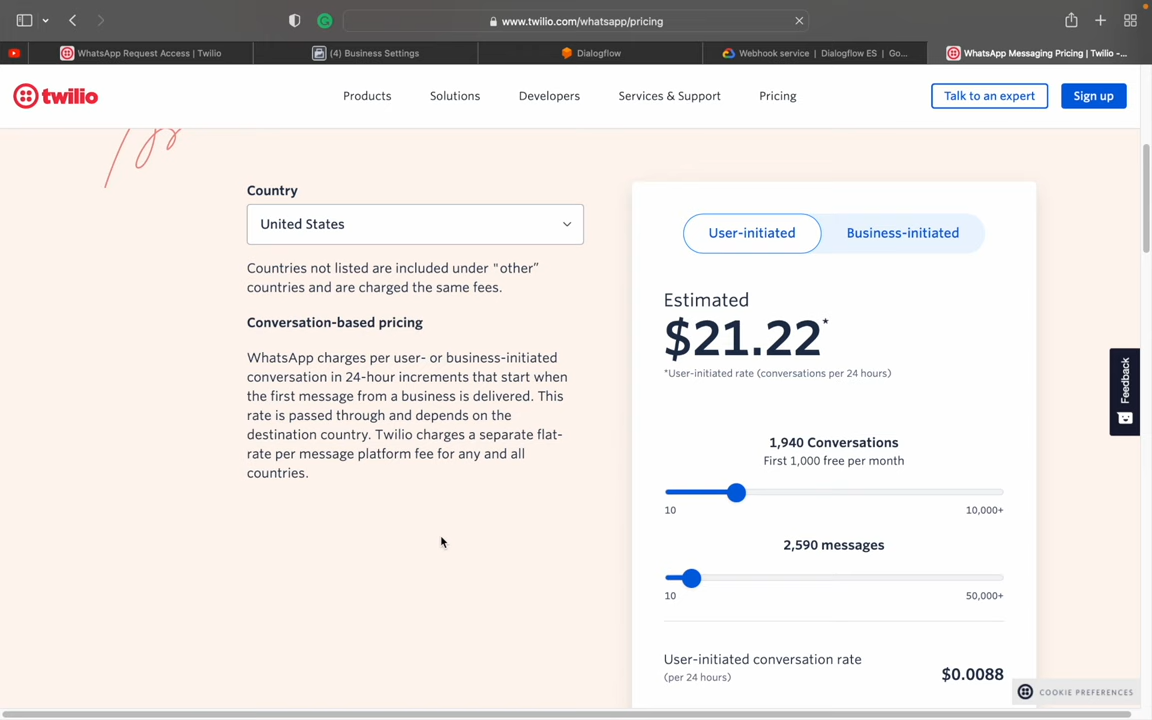 www.twilio.com/whatsapp/pricing
WhatsApp Request Access | Twilio
(4) Business Settings
Dialogflow
Webhook service | Dialogflow ES | Go...
WhatsApp Messaging Pricing | Twilio -...
twilio
Products
Solutions
Developers
Services & Support
Pricing
Talk to an expert
Sign up
Country
United States
Countries not listed are included under "other”
countries and are charged the same fees.
Conversation-based pricing
WhatsApp charges per user- or business-initiated
conversation in 24-hour increments that start when
the first message from a business is delivered. This
rate is passed through and depends on the
destination country. Twilio charges a separate flat-
rate per message platform fee for any and all
countries.
User-initiated
Business-initiated
Estimated
$21.22*
*User-initiated rate (conversations per 24 hours)
1,940 Conversations
First 1,000 free per month
10
10,000+
2,590 messages
10
50,000+
User-initiated conversation rate
(per 24 hours)
$0.0088
Feedback
COOKIE PREFERENCES